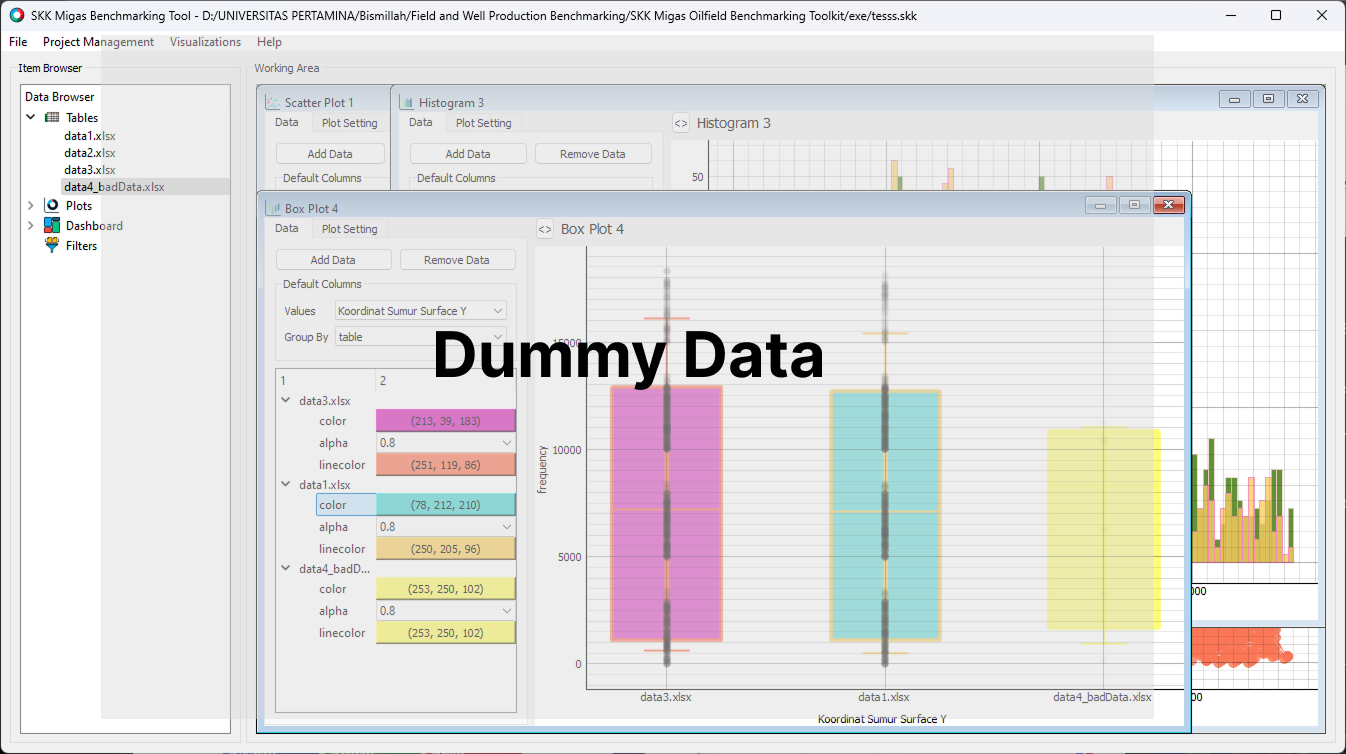 SKK Migas Benchmarking Tool - D:/UNIVERSITAS PERTAMINA/Bismillah/Field and Well Production Benchmarking/SKK Migas Oilfield Benchmarking Toolkit/exe/tesss.skk
File Project Management Visualizations Help
Item Browser
Working Area
Data Browser
Tables
data1.xlsx
data2.xlsx
data3.xlsx
data4_badData.xlsx
Plots
Dashboard
Filters
Scatter Plot 1
Data Plot Setting
Add Data
Default Columns
Histogram 3
Data Plot Setting
Add Data Remove Data
Default Columns
<> Histogram 3
50
000
00
Box Plot 4
Data Plot Setting
Add Data Remove Data
Default Columns
Values Koordinat Sumur Surface Y
Group By table
1 2
data3.xlsx
color (213, 39, 183)
alpha 0.8
linecolor (251, 119, 86)
data1.xlsx
color (78, 212, 210)
alpha 0.8
linecolor (250, 205, 96)
data4_badD...
color (253, 250, 102)
alpha 0.8
linecolor (253, 250, 102)
<> Box Plot 4
frequency
15000
10000
5000
0
data3.xlsx data1.xlsx data4_badData.xlsx
Koordinat Sumur Surface Y
Dummy Data